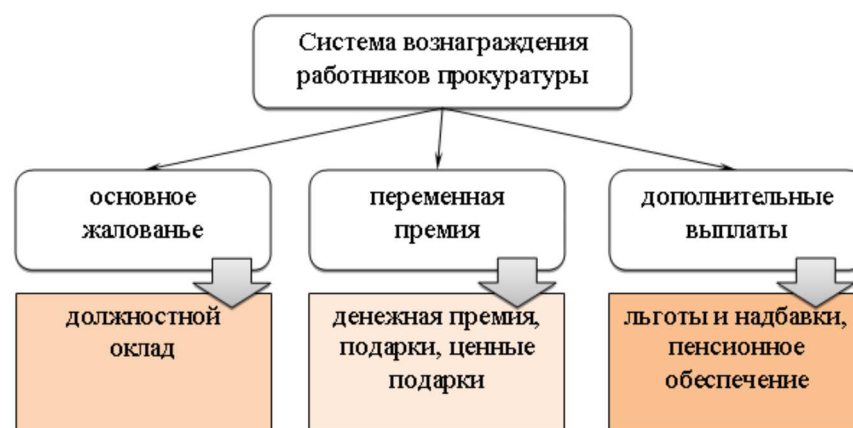 Система вознаграждения
работников прокуратуры
основное
жалованье
переменная
премия
дополнительные
выплаты
должностной
оклад
денежная премия,
подарки, ценные
подарки
льготы и надбавки,
пенсионное
обеспечение